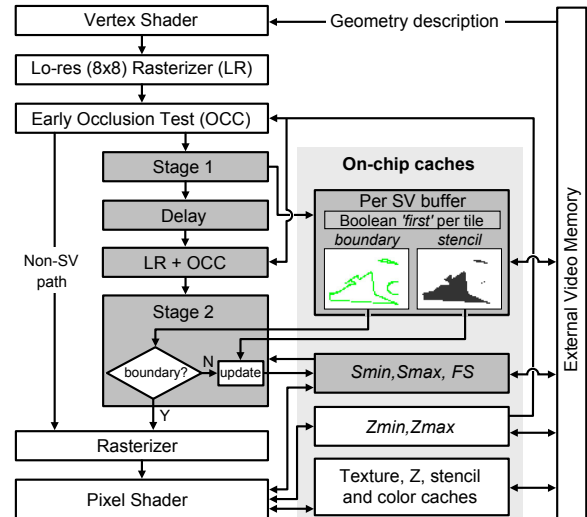 Vertex Shader
Geometry description
Lo-res (8x8) Rasterizer (LR)
Early Occlusion Test (OCC)
Stage 1
On-chip caches
Per SV buffer
Boolean 'first' per tile
boundary
stencil
Delay
Non-SV
path
LR + OCC
Stage 2
boundary?
N
update
Y
Smin,Smax, FS
Zmin,Zmax
Rasterizer
Texture, Z, stencil
and color caches
Pixel Shader
External Video Memory